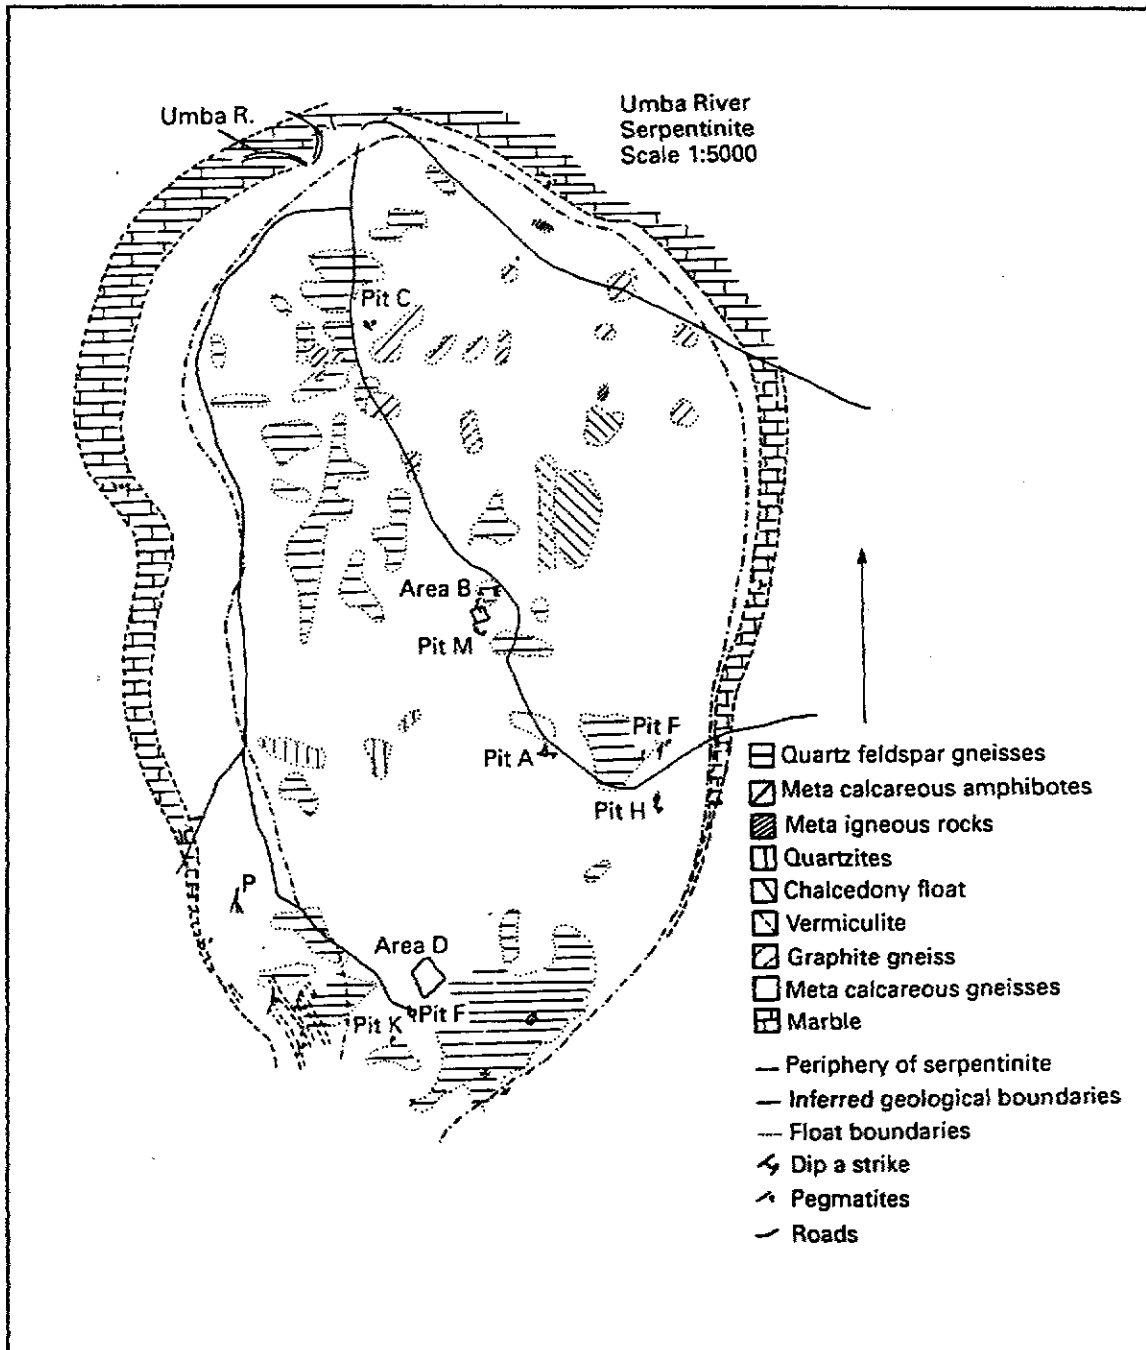 Umba R.
Umba River
Serpentinite
Scale 1:5000
Pit C
Area B
Pit M
Pit A
Pit F
Pit H
P
Area D
Pit K
Pit F
Quartz feldspar gneisses
Meta calcareous amphibotes
Meta igneous rocks
Quartzites
Chalcedony float
Vermiculite
Graphite gneiss
Meta calcareous gneisses
Marble
Periphery of serpentinite
Inferred geological boundaries
Float boundaries
Dip a strike
Pegmatites
Roads